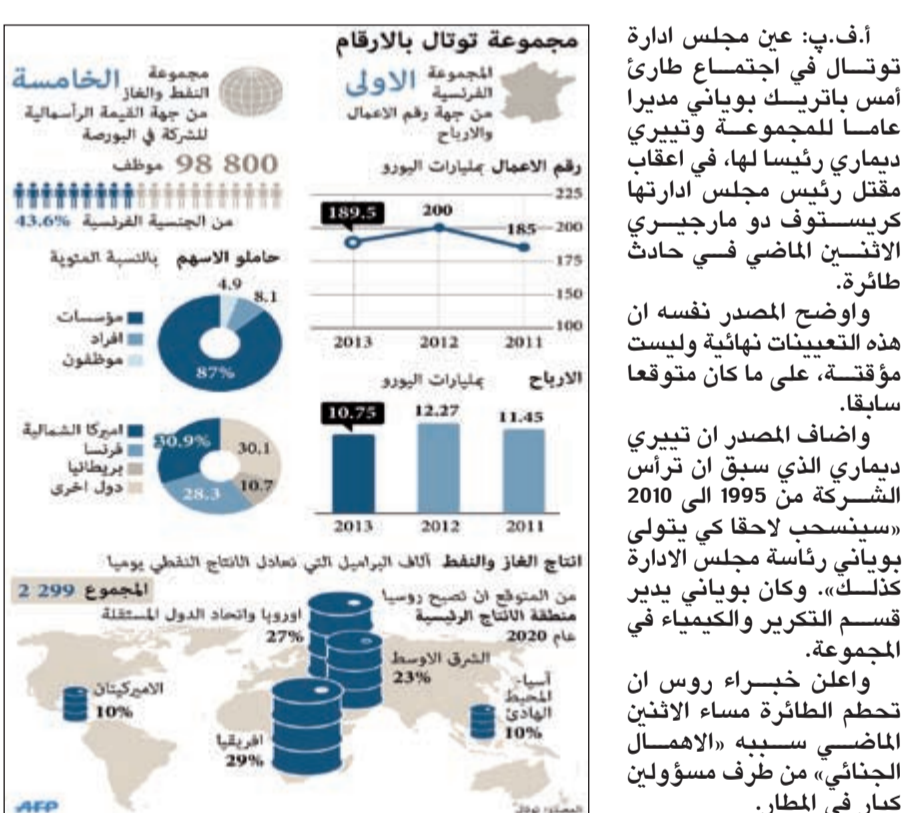 أ.ف.پ: عين مجلس ادارة
توتال في اجتماع طارئ
أمس باتريك بوياني مديرا
عاما للمجموعة وتييري
ديماري رئيسا لها، في اعقاب
مقتل رئيس مجلس ادارتها
كريستوف دو مارجيري
الاثنين الماضي في حادث
طائرة.
واوضح المصدر نفسه ان
هذه التعيينات نهائية وليست
مؤقتة، على ما كان متوقعا
سابقا.
واضاف المصدر ان تييري
ديماري الذي سبق ان ترأس
الشركة من 1995 الى 2010
«سينسحب لاحقا كي يتولى
بوياني رئاسة مجلس الادارة
كذلك». وكان بوياني يدير
قسم التكرير والكيمياء في
المجموعة.
واعلن خبراء روس ان
تحطم الطائرة مساء الاثنين
الماضي سببه «الاهمال
الجنائي» من طرف مسؤولين
كبار في المطار.
مجموعة توتال بالارقام
المجموعة الفرنسية الاولى
من جهة رقم الاعمال
والارباح
مجموعة النفط والغاز الخامسة
من جهة القيمة الرأسمالية
للشركة في البورصة
98 800 موظف
من الجنسية الفرنسية 43.6%
رقم الاعمال بمليارات اليورو
225
200
175
150
100
189.5
200
185
2013
2012
2011
حاملو الاسهم بالنسبة المئوية
4.9
8.1
87%
مؤسسات
افراد
موظفون
الارباح بمليارات اليورو
10.75
12.27
11.45
2013
2012
2011
اميركا الشمالية
فرنسا
بريطانيا
دول اخرى
30.9%
30.1
28.3
10.7
انتاج الغاز والنفط آلاف البراميل التي تعادل الانتاج النفطي يوميا
المجموع 299 2
من المتوقع ان تصبح روسيا
منطقة الانتاج الرئيسية
عام 2020
اوروبا واتحاد الدول المستقلة
27%
الشرق الاوسط
23%
آسيا-
المحيط
الهادئ
10%
الاميركيتان
10%
افريقيا
29%
AFP
المصدر: توتال